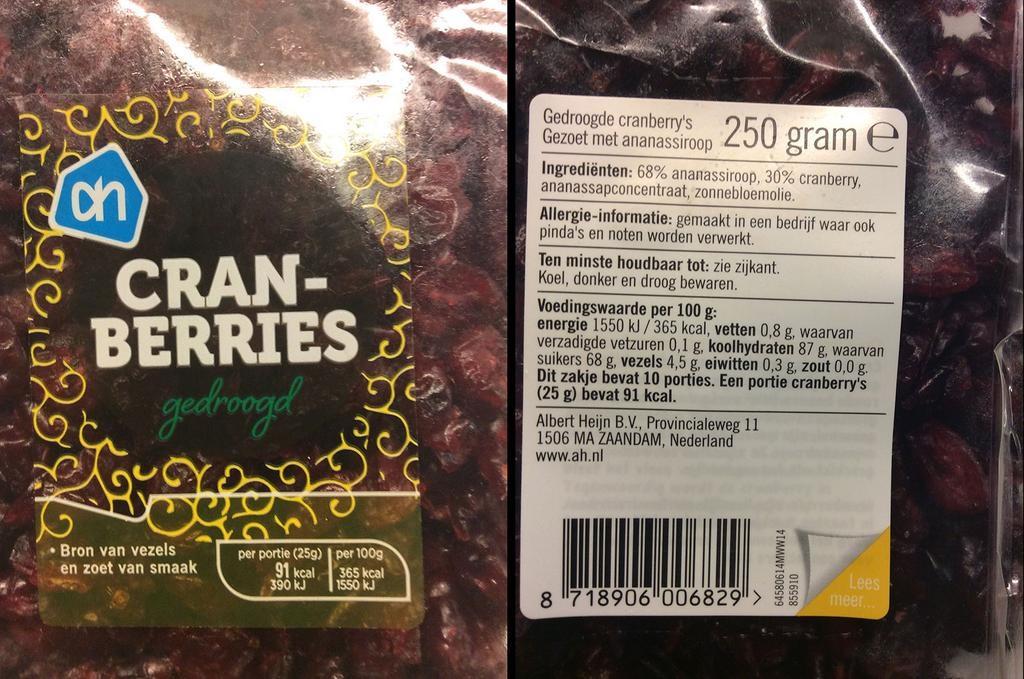 ah
CRAN-
BERRIES
gedroogd
• Bron van vezels
en zoet van smaak
per portie (25g)
91 kcal
390 kJ
per 100g
365 kcal
1550 kJ
Gedroogde cranberry's
Gezoet met ananassiroop
250 gram ℮
Ingrediënten: 68% ananassiroop, 30% cranberry,
ananassapconcentraat, zonnebloemolie.
Allergie-informatie: gemaakt in een bedrijf waar ook
pinda's en noten worden verwerkt.
Ten minste houdbaar tot: zie zijkant.
Koel, donker en droog bewaren.
Voedingswaarde per 100 g:
energie 1550 kJ / 365 kcal, vetten 0,8 g, waarvan
verzadigde vetzuren 0,1 g, koolhydraten 87 g, waarvan
suikers 68 g, vezels 4,5 g, eiwitten 0,3 g, zout 0,0 g.
Dit zakje bevat 10 porties. Een portie cranberry's
(25 g) bevat 91 kcal.
Albert Heijn B.V., Provincialeweg 11
1506 MA ZAANDAM, Nederland
www.ah.nl
8 718906 006829 >
64580614MWW14
855910
Lees
meer...